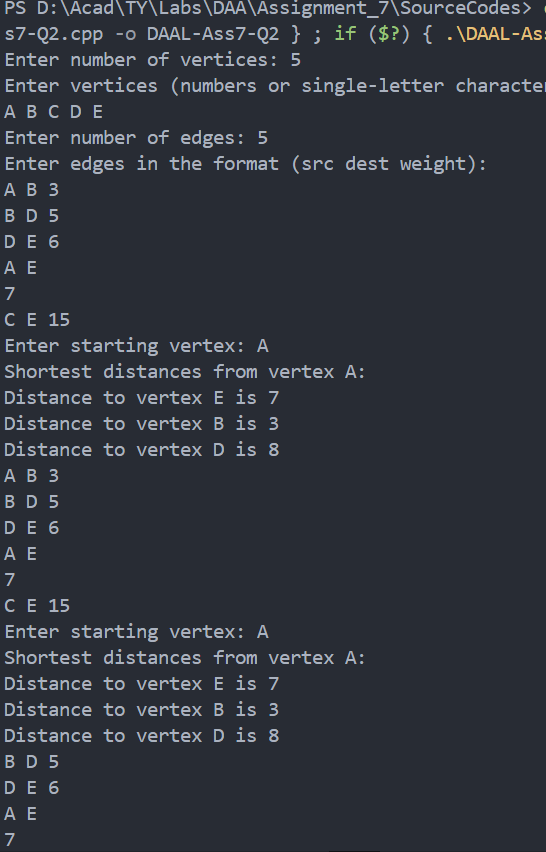 PS D:\Acad\TY\Labs\DAA\Assignment_7\SourceCodes>
s7-Q2.cpp -o DAAL-Ass7-Q2 } ; if ($?) { .\DAAL-As
Enter number of vertices: 5
Enter vertices (numbers or single-letter character
A B C D E
Enter number of edges: 5
Enter edges in the format (src dest weight):
A B 3
B D 5
D E 6
A E
7
C E 15
Enter starting vertex: A
Shortest distances from vertex A:
Distance to vertex E is 7
Distance to vertex B is 3
Distance to vertex D is 8
A B 3
B D 5
D E 6
A E
7
C E 15
Enter starting vertex: A
Shortest distances from vertex A:
Distance to vertex E is 7
Distance to vertex B is 3
Distance to vertex D is 8
B D 5
D E 6
A E
7